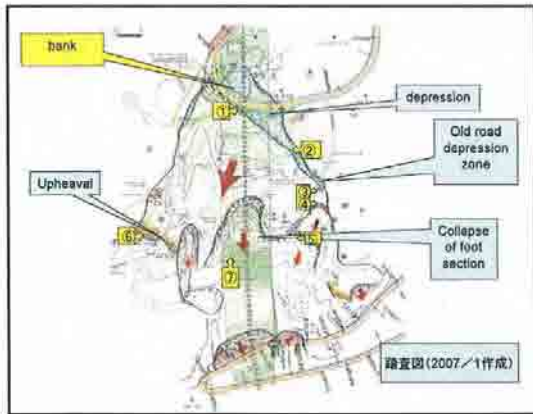 bank
depression
①
②
Old road
depression
zone
③
④
Upheaval
⑥
⑤
Collapse
of foot
section
⑦
踏査図(2007/1作成)